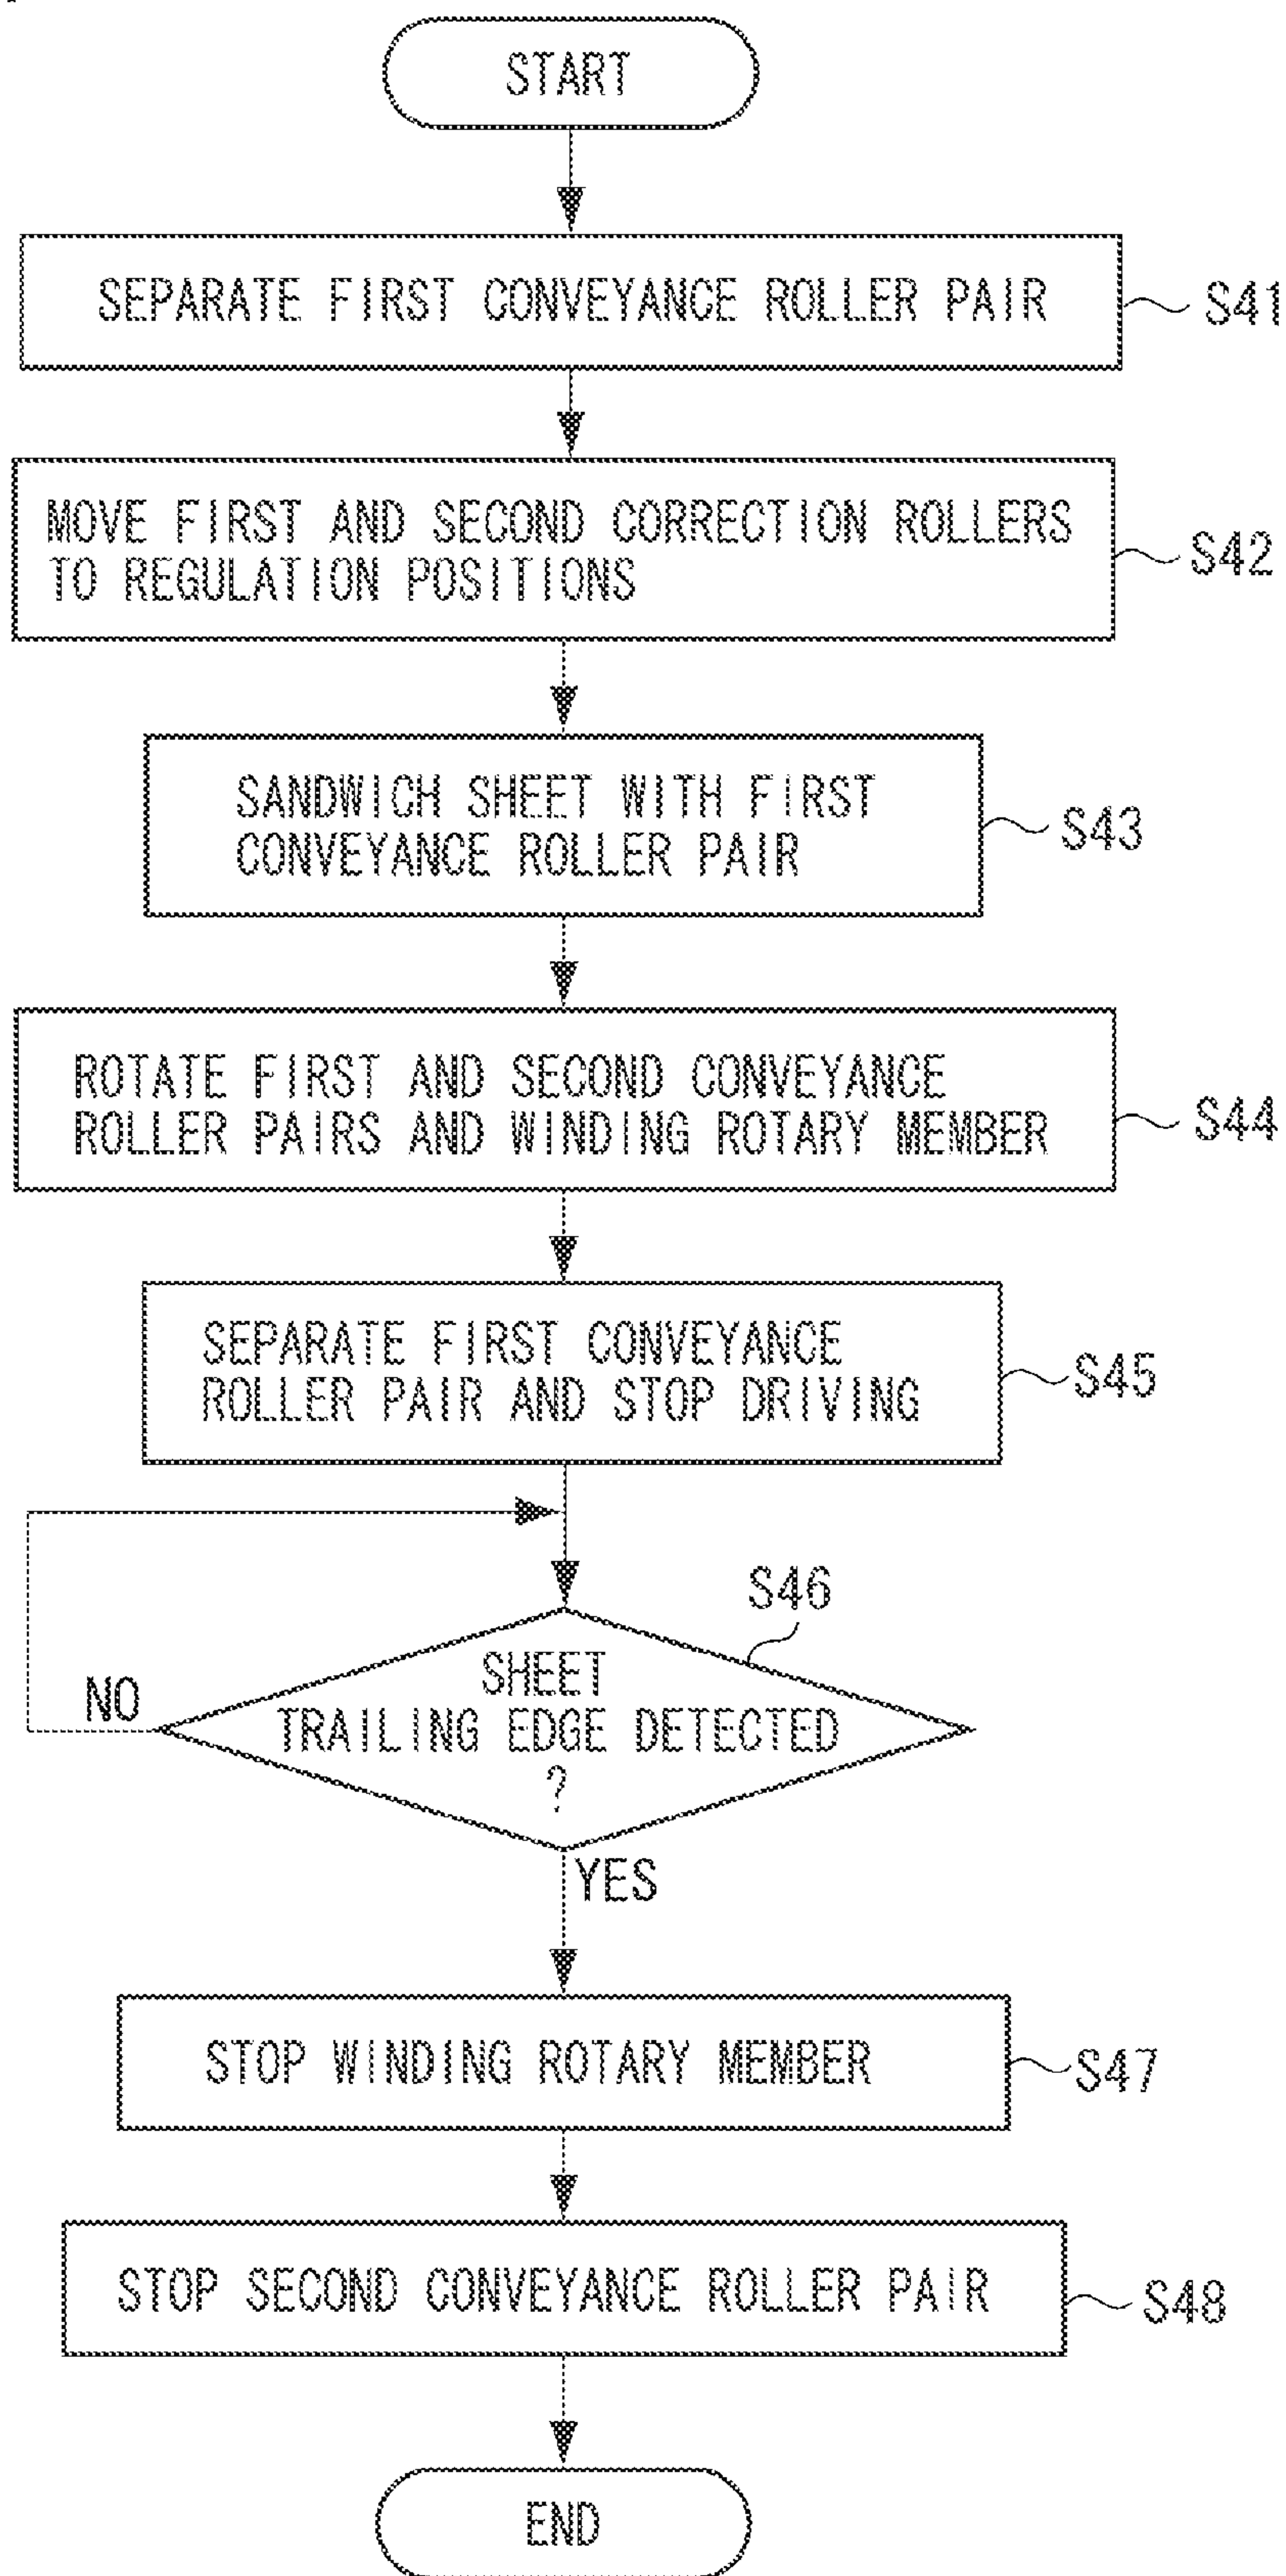 START
SEPARATE FIRST CONVEYANCE ROLLER PAIR
S41
MOVE FIRST AND SECOND CORRECTION ROLLERS
TO REGULATION POSITIONS
S42
SANDWICH SHEET WITH FIRST
CONVEYANCE ROLLER PAIR
S43
ROTATE FIRST AND SECOND CONVEYANCE
ROLLER PAIRS AND WINDING ROTARY MEMBER
S44
SEPARATE FIRST CONVEYANCE
ROLLER PAIR AND STOP DRIVING
S45
S46
SHEET
TRAILING EDGE DETECTED
?
NO
YES
STOP WINDING ROTARY MEMBER
S47
STOP SECOND CONVEYANCE ROLLER PAIR
S48
END